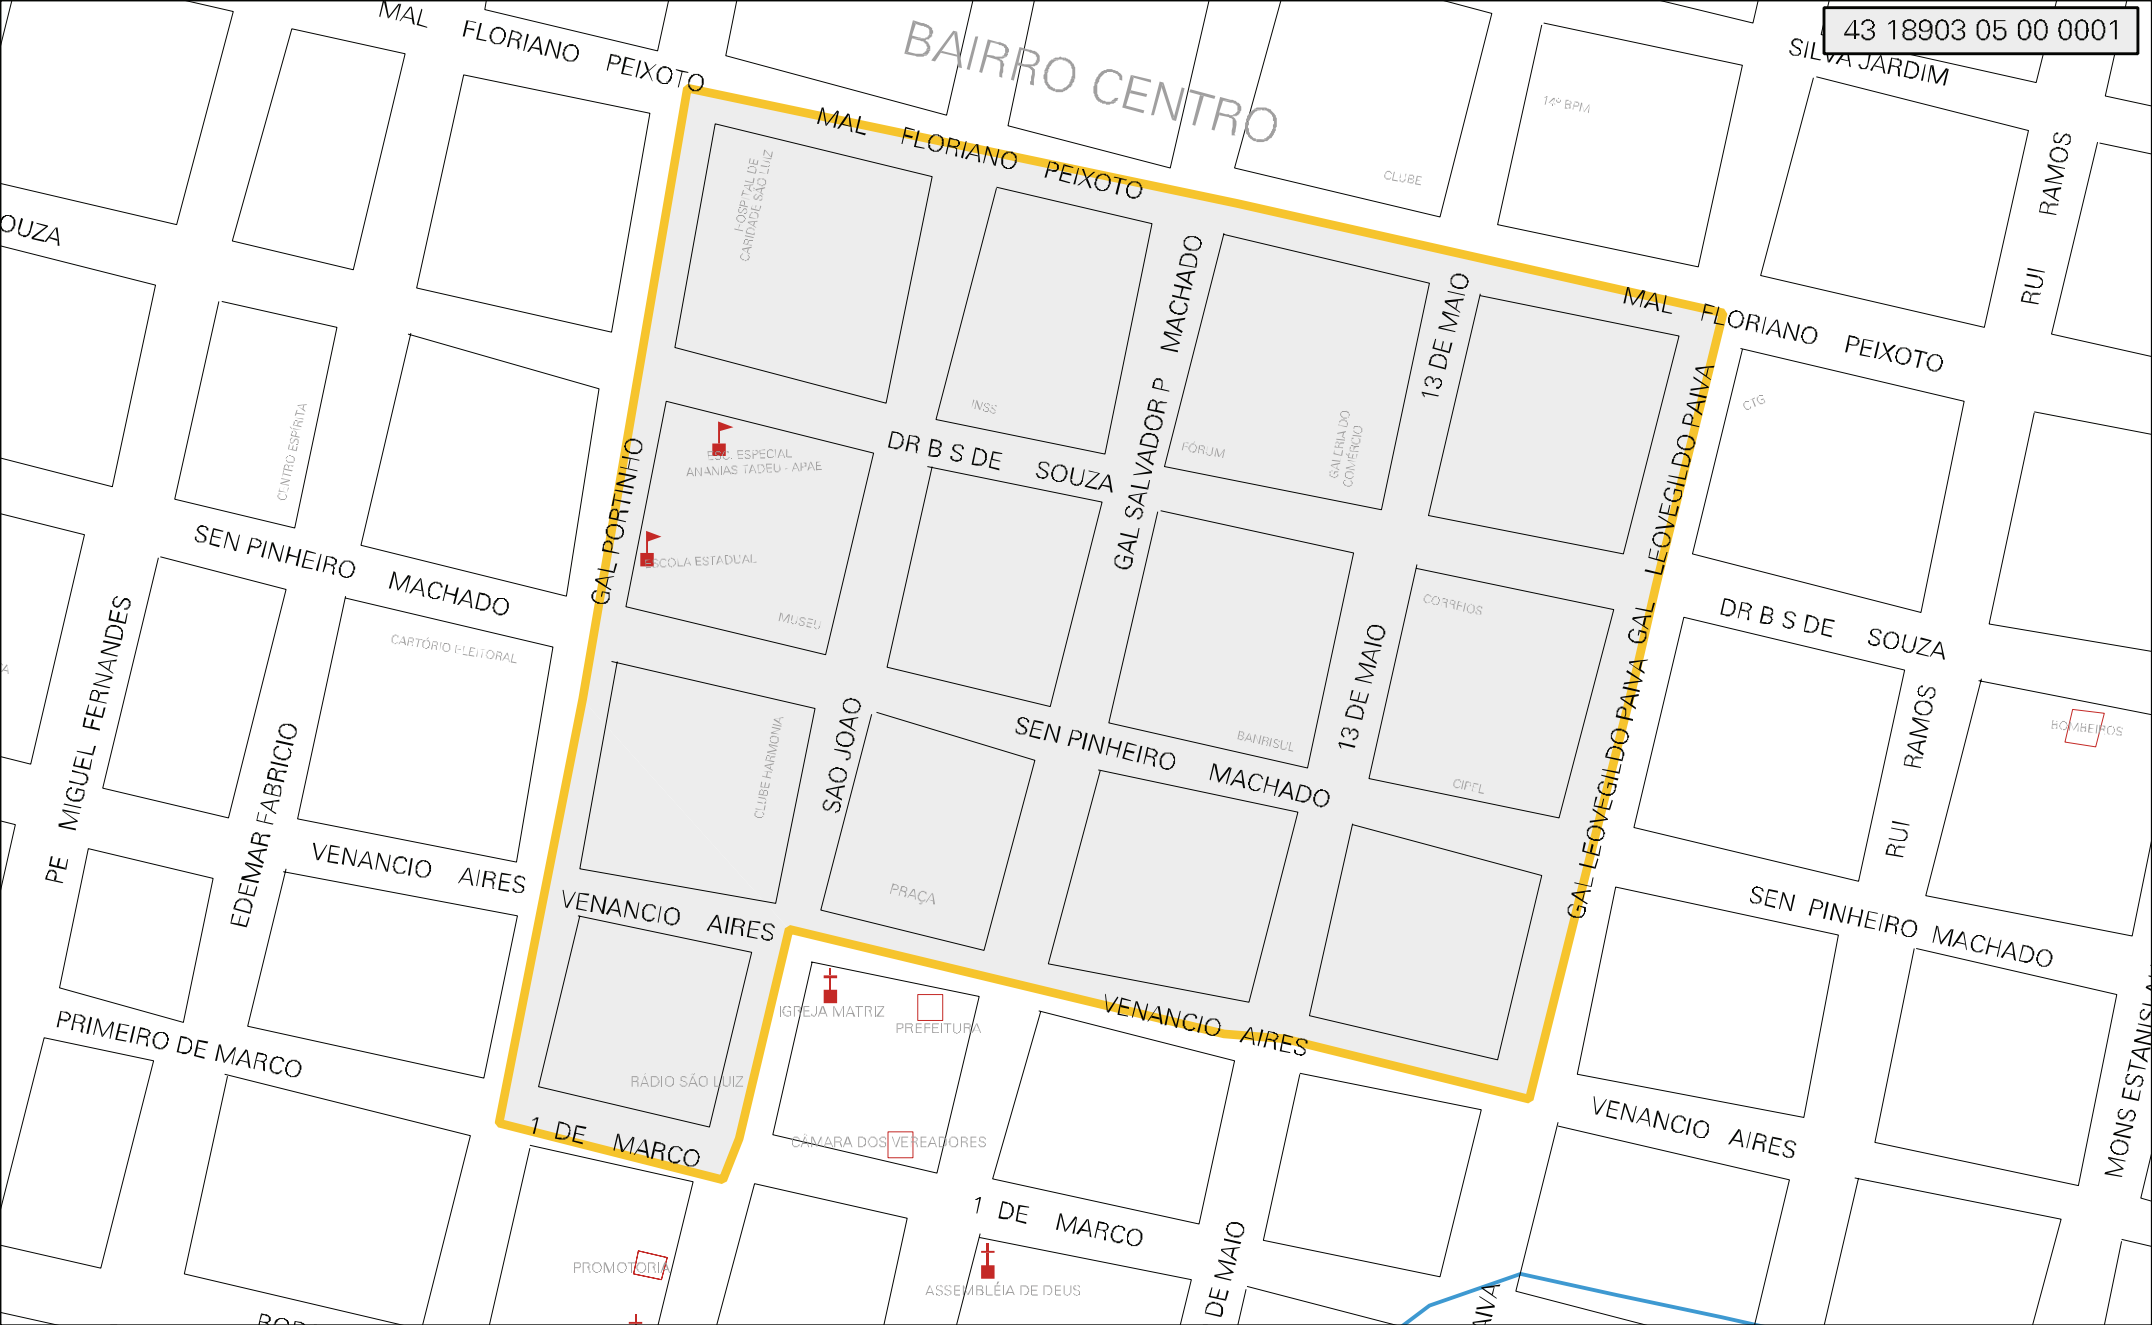 43 18903 05 00 0001
MAL FLORIANO PEIXOTO
BAIRRO CENTRO
SILVA JARDIM
14º BPM
MAL FLORIANO PEIXOTO
CLUBE
RUI RAMOS
HOSPITAL DE
CARIDADE SÃO LUIZ
OUZA
GAL SALVADOR P MACHADO
13 DE MAIO
MAL FLORIANO PEIXOTO
CTG
INSS
CENTRO ESPÍRITA
GAL PORTINHO
ESC. ESPECIAL
ANANIAS TADEU - APAE
DR B S DE SOUZA
FÓRUM
GALERIA DO
COMÉRCIO
GAL LEOVEGILDO PAIVA
SEN PINHEIRO MACHADO
ESCOLA ESTADUAL
MUSEU
CORREIOS
DR B S DE SOUZA
CARTÓRIO ELEITORAL
PE MIGUEL FERNANDES
EDEMAR FABRICIO
CLUBE HARMONIA
SAO JOAO
SEN PINHEIRO MACHADO
BANRISUL
13 DE MAIO
CIPEL
GAL LEOVEGILDO PAIVA
RUI RAMOS
BOMBEIROS
VENANCIO AIRES
VENANCIO AIRES
PRAÇA
SEN PINHEIRO MACHADO
IGREJA MATRIZ
PREFEITURA
VENANCIO AIRES
PRIMEIRO DE MARCO
RÁDIO SÃO LUIZ
1 DE MARCO
CÂMARA DOS VEREADORES
VENANCIO AIRES
MONS ESTANISLAU
1 DE MARCO
PROMOTORIA
ASSEMBLÉIA DE DEUS
DE MAIO
AIVA